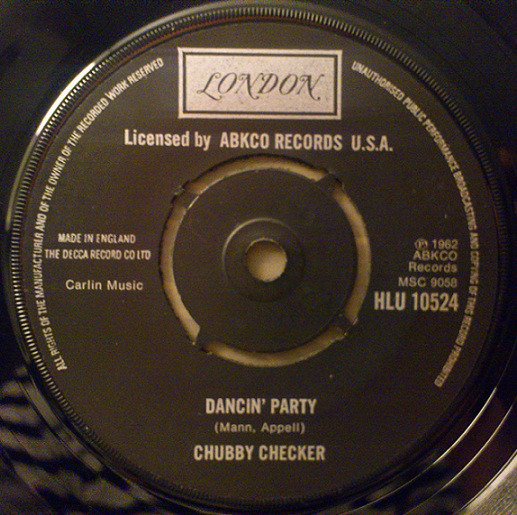 LONDON
Licensed by ABKCO RECORDS U.S.A.
ALL RIGHTS OF THE MANUFACTURER AND OF THE OWNER OF THE RECORDED WORK RESERVED
UNAUTHORISED PUBLIC PERFORMANCE BROADCASTING AND COPYING OF THIS RECORD PROHIBITED
MADE IN ENGLAND
THE DECCA RECORD CO LTD
Carlin Music
℗ 1962
ABKCO
Records
MSC 9058
HLU 10524
DANCIN' PARTY
(Mann, Appell)
CHUBBY CHECKER